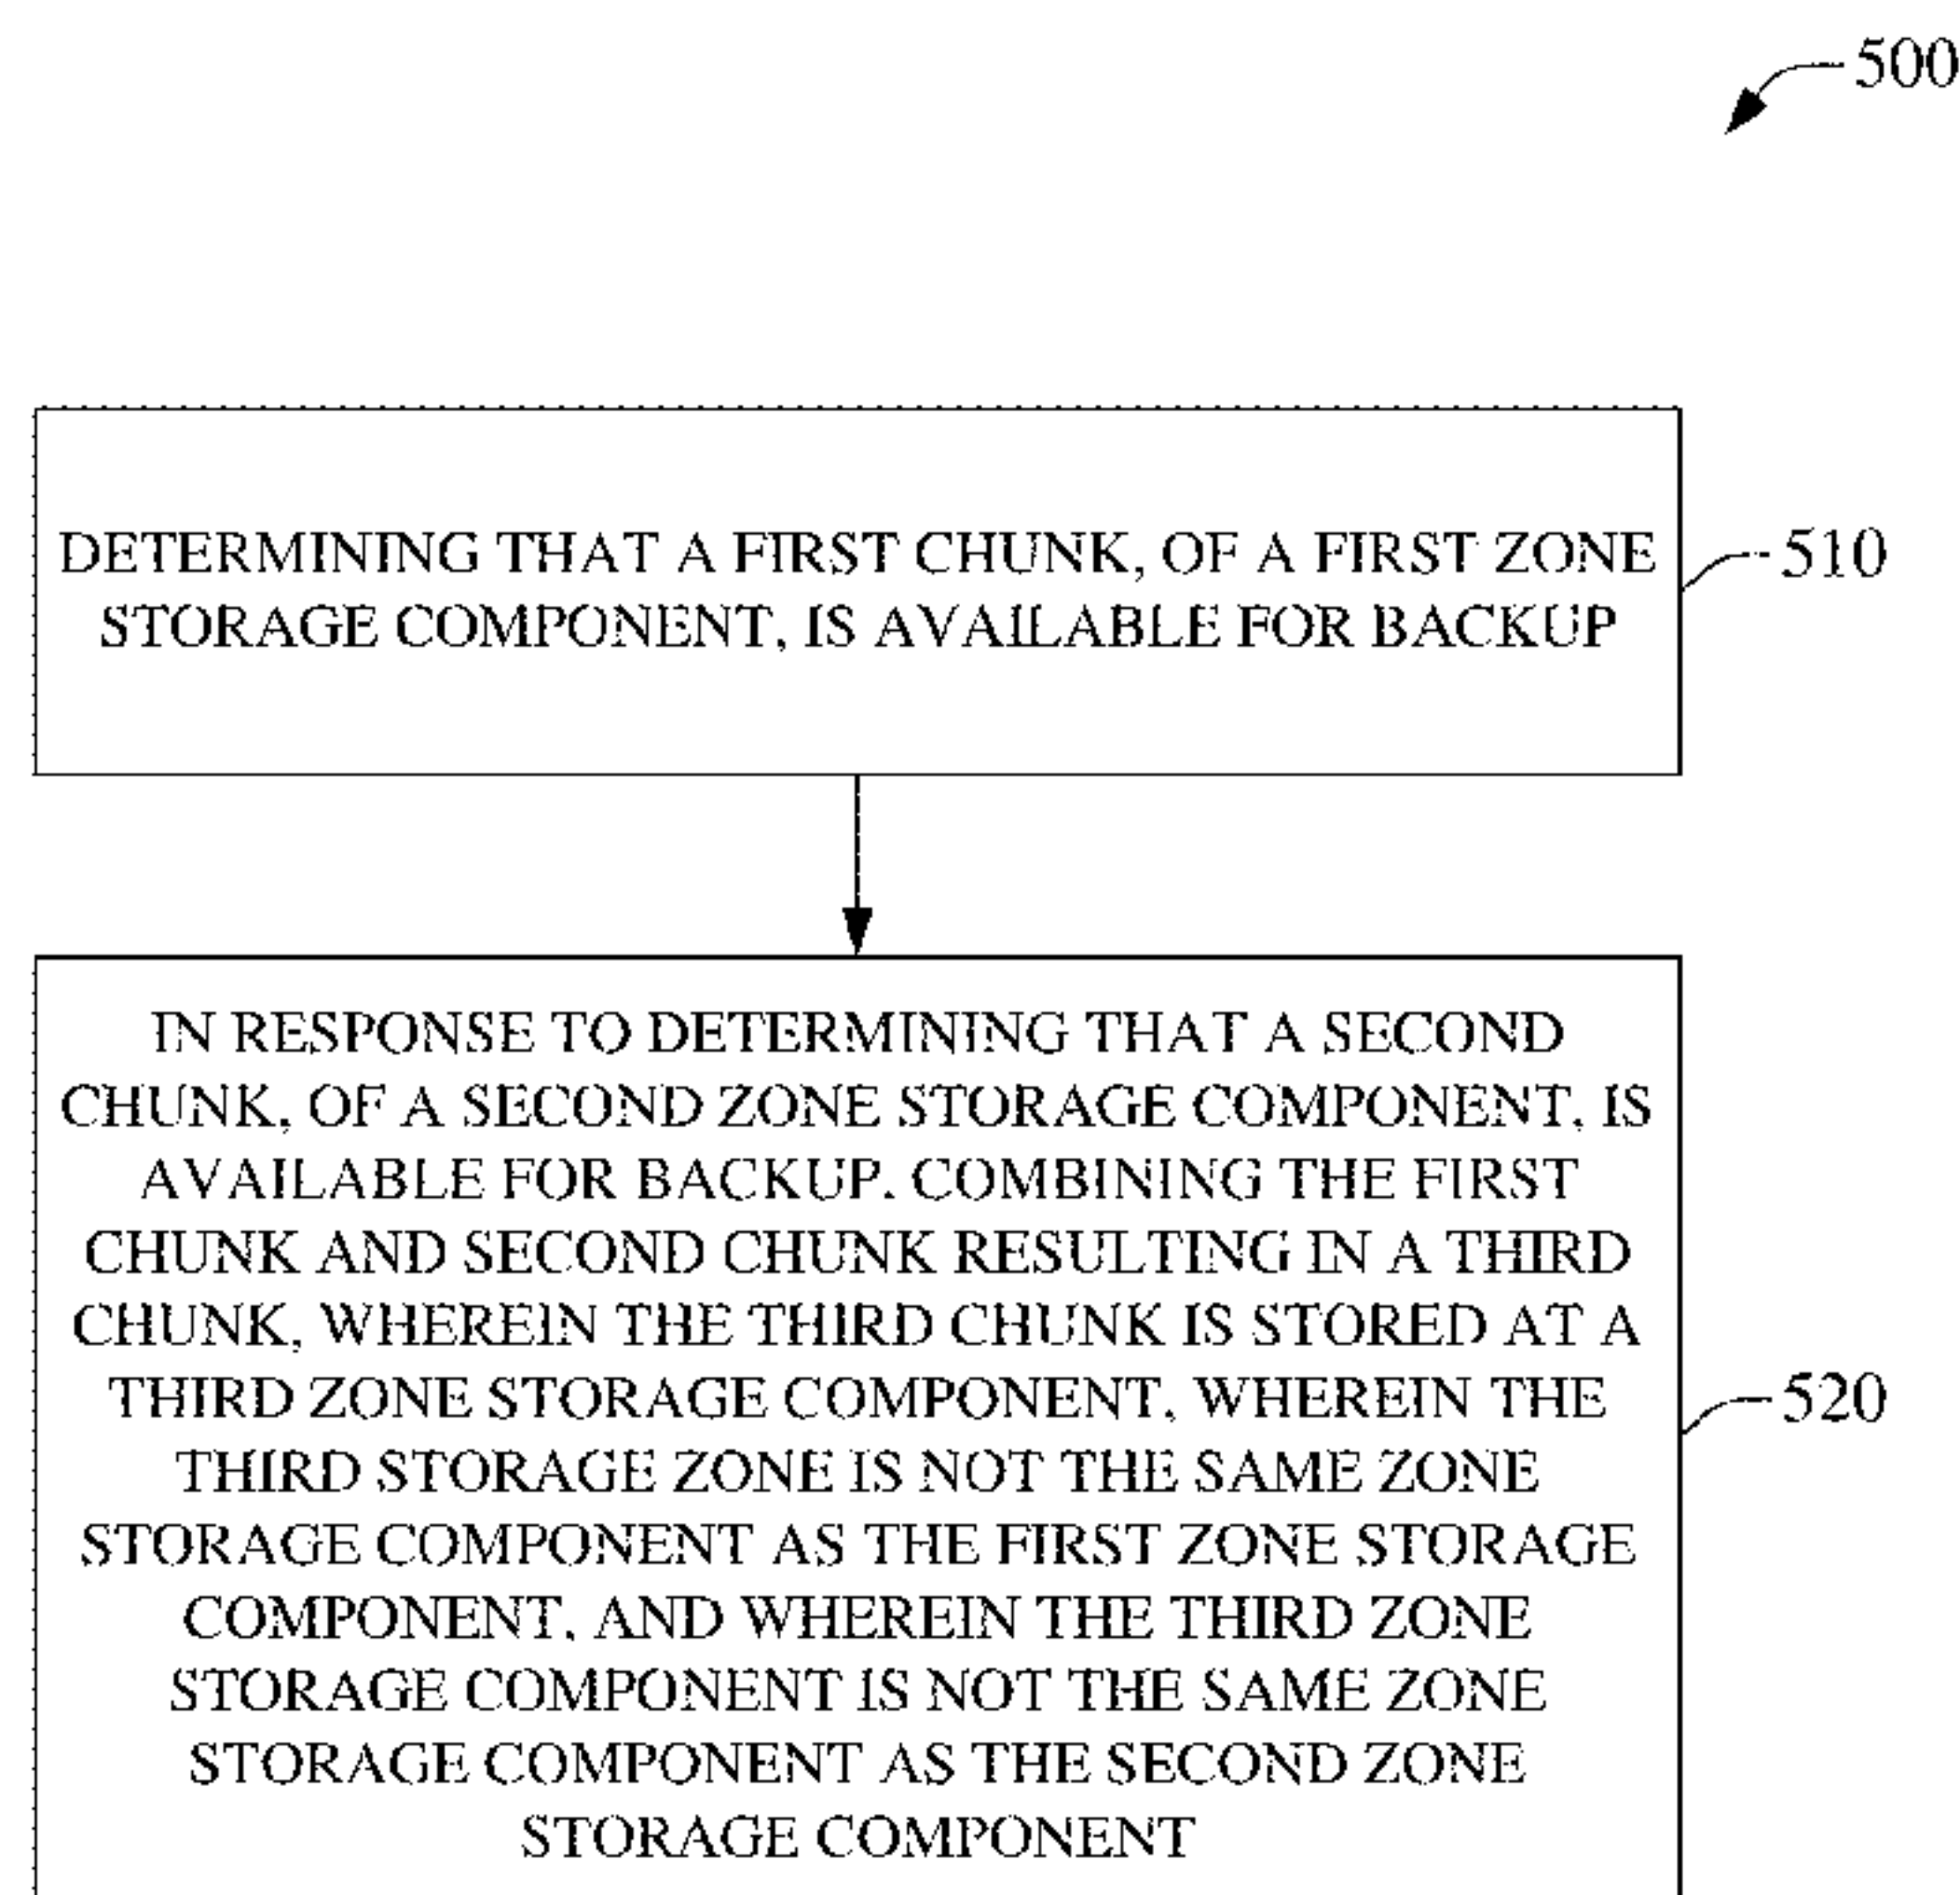 500
DETERMINING THAT A FIRST CHUNK, OF A FIRST ZONE
STORAGE COMPONENT, IS AVAILABLE FOR BACKUP
510
IN RESPONSE TO DETERMINING THAT A SECOND
CHUNK, OF A SECOND ZONE STORAGE COMPONENT, IS
AVAILABLE FOR BACKUP. COMBINING THE FIRST
CHUNK AND SECOND CHUNK RESULTING IN A THIRD
CHUNK, WHEREIN THE THIRD CHUNK IS STORED AT A
THIRD ZONE STORAGE COMPONENT, WHEREIN THE
THIRD STORAGE ZONE IS NOT THE SAME ZONE
STORAGE COMPONENT AS THE FIRST ZONE STORAGE
COMPONENT, AND WHEREIN THE THIRD ZONE
STORAGE COMPONENT IS NOT THE SAME ZONE
STORAGE COMPONENT AS THE SECOND ZONE
STORAGE COMPONENT
520